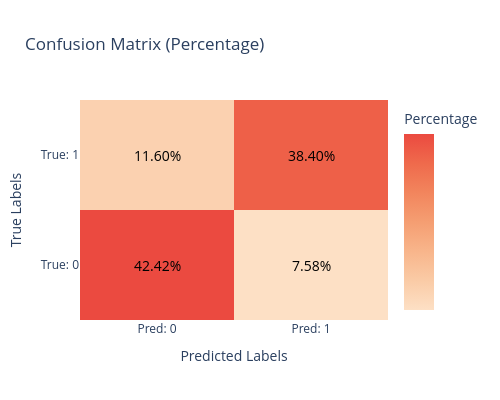 Confusion Matrix (Percentage)
Percentage
True: 1
11.60%
38.40%
True Labels
True: 0
42.42%
7.58%
Pred: 0
Pred: 1
Predicted Labels